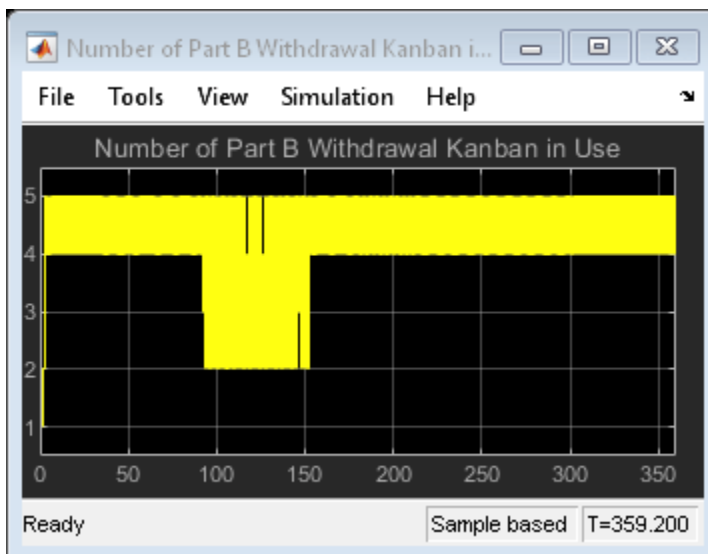 Number of Part B Withdrawal Kanban i...
File Tools View Simulation Help
Number of Part B Withdrawal Kanban in Use
5
4
3
2
1
0 50 100 150 200 250 300 350
Ready Sample based T=359.200